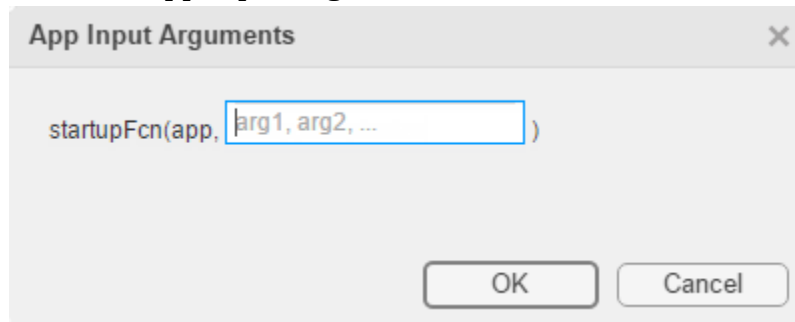 App Input Arguments ×
startupFcn(app, arg1, arg2, ... )
OK Cancel